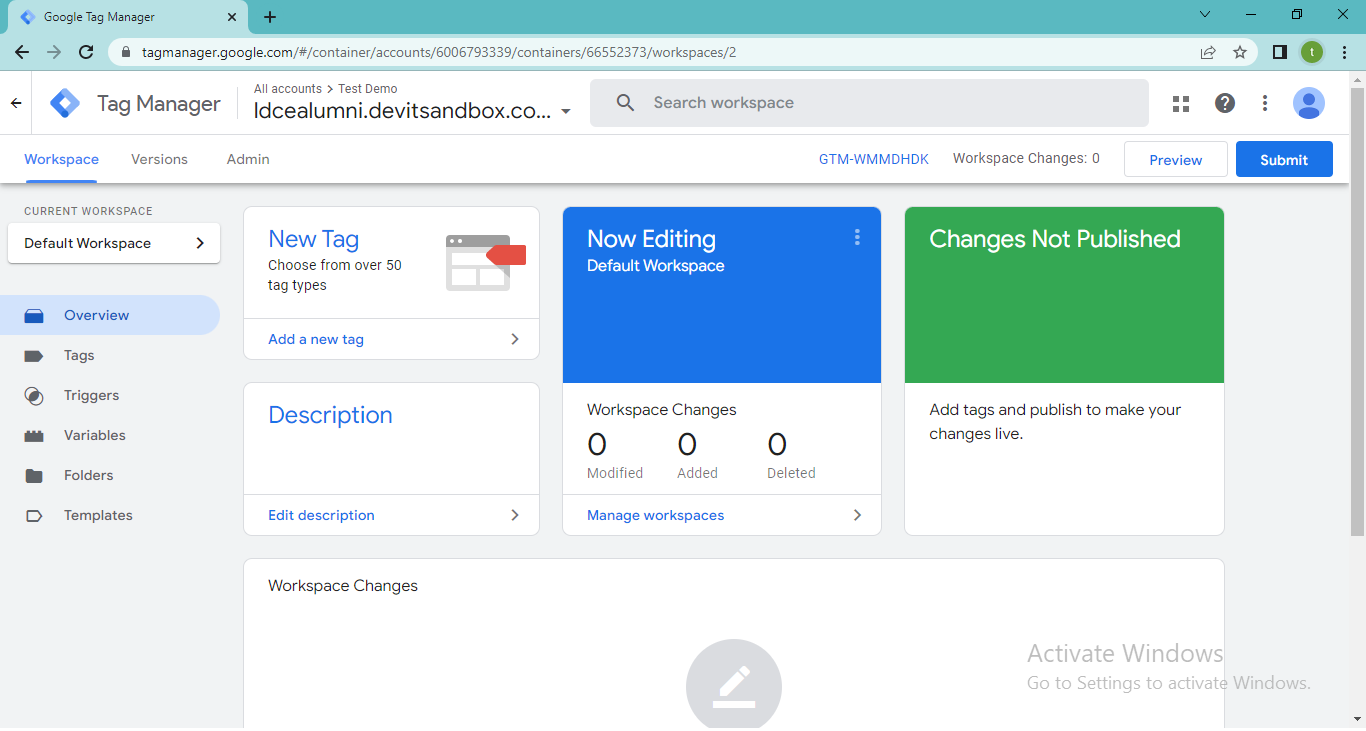 Google Tag Manager
tagmanager.google.com/#/container/accounts/6006793339/containers/66552373/workspaces/2
t
Tag Manager
All accounts > Test Demo
ldcealumni.devitsandbox.co...
Search workspace
Workspace
Versions
Admin
GTM-WMMDHDK
Workspace Changes: 0
Preview
Submit
CURRENT WORKSPACE
Default Workspace
Overview
Tags
Triggers
Variables
Folders
Templates
New Tag
Choose from over 50
tag types
Add a new tag
Description
Edit description
Now Editing
Default Workspace
Workspace Changes
0 0 0
Modified Added Deleted
Manage workspaces
Changes Not Published
Add tags and publish to make your
changes live.
Workspace Changes
Activate Windows
Go to Settings to activate Windows.